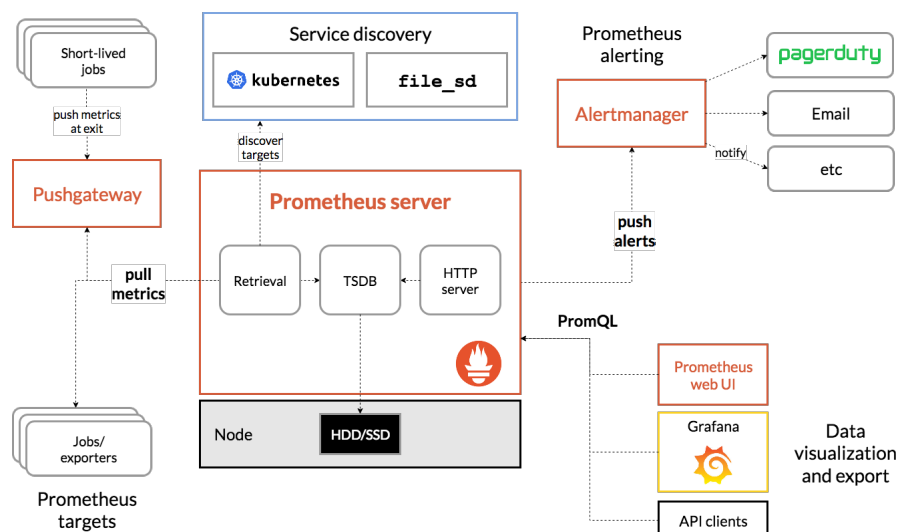 Short-lived
jobs
push metrics
at exit
Pushgateway
pull
metrics
Jobs/
exporters
Prometheus
targets
Service discovery
kubernetes
file_sd
discover
targets
Prometheus server
Retrieval
TSDB
HTTP
server
Node
HDD/SSD
Prometheus
alerting
Alertmanager
pagerduty
Email
notify
etc
push
alerts
PromQL
Prometheus
web UI
Grafana
API clients
Data
visualization
and export